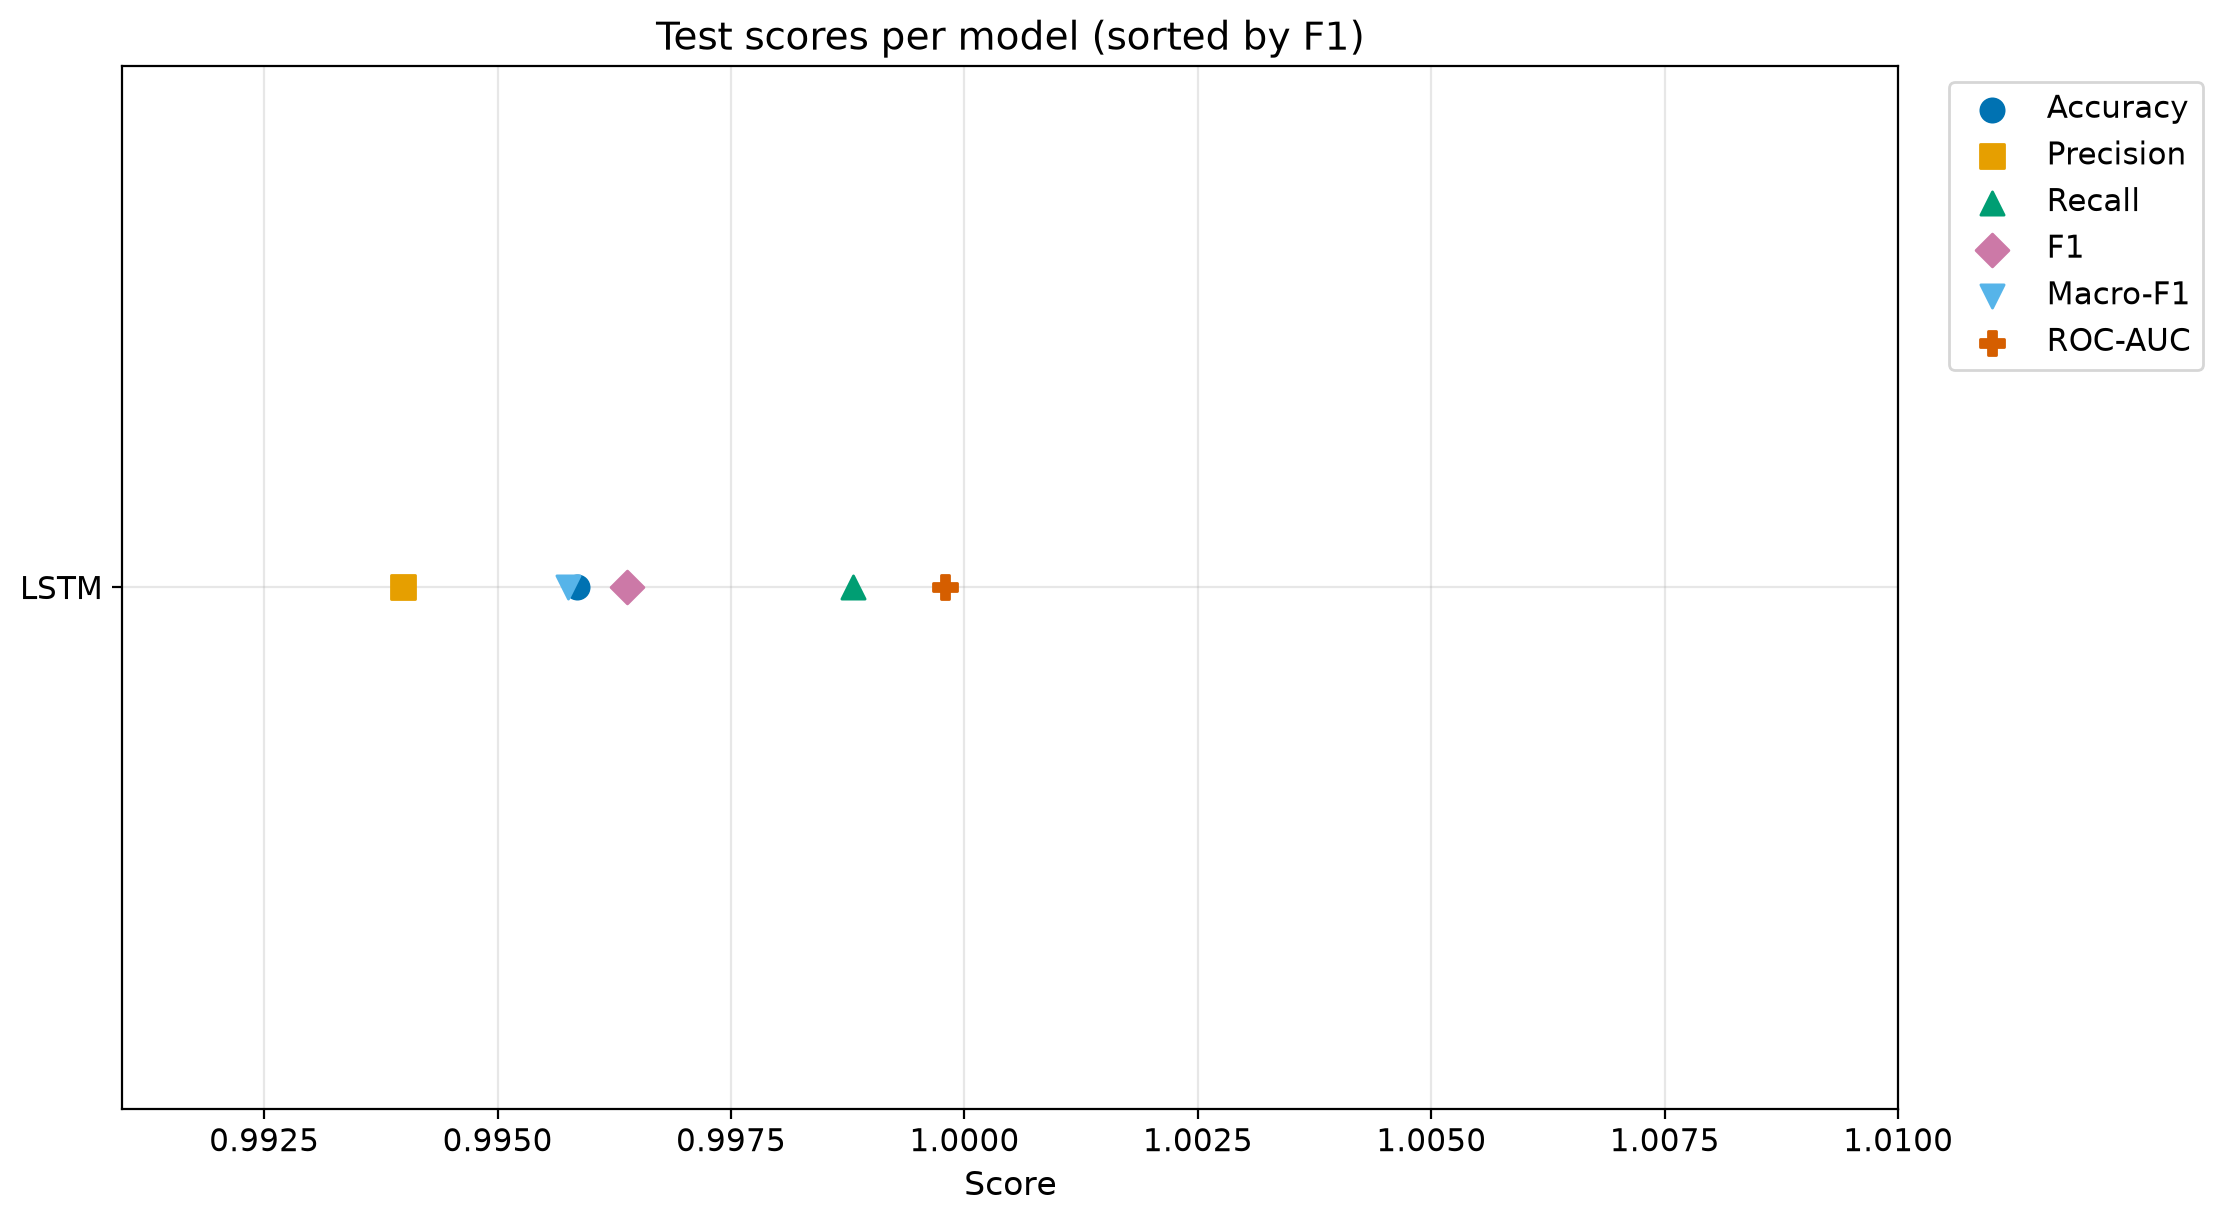 Test scores per model (sorted by F1)
Accuracy
Precision
Recall
F1
Macro-F1
ROC-AUC
LSTM
0.9925 0.9950 0.9975 1.0000 1.0025 1.0050 1.0075 1.0100
Score